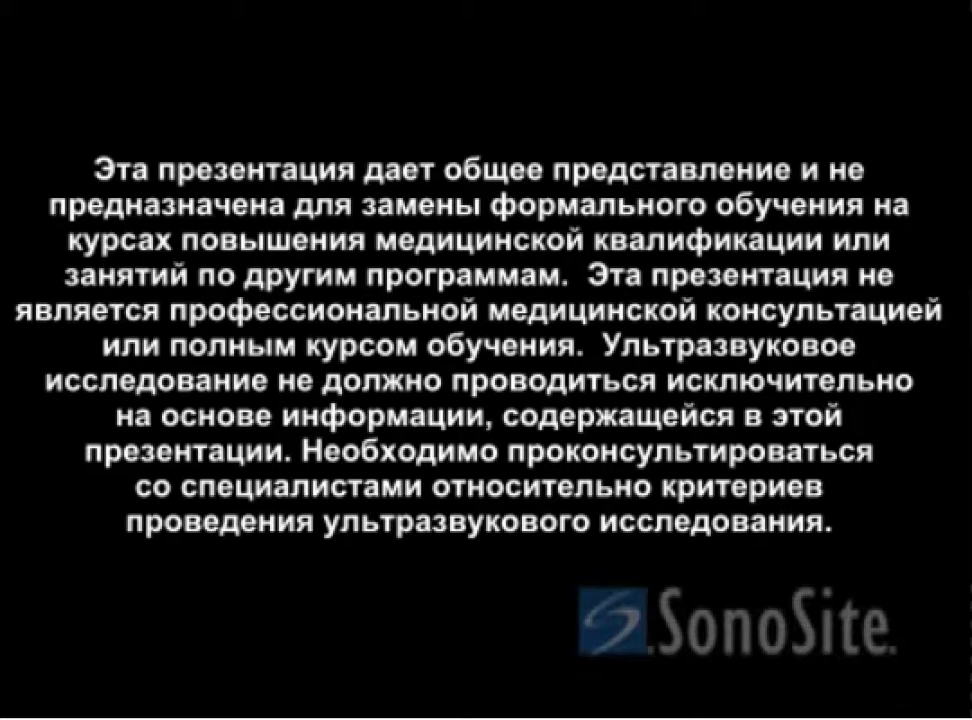 Эта презентация дает общее представление и не
предназначена для замены формального обучения на
курсах повышения медицинской квалификации или
занятий по другим программам.  Эта презентация не
является профессиональной медицинской консультацией
или полным курсом обучения.  Ультразвуковое
исследование не должно проводиться исключительно
на основе информации, содержащейся в этой
презентации. Необходимо проконсультироваться
со специалистами относительно критериев
проведения ультразвукового исследования.
SonoSite.